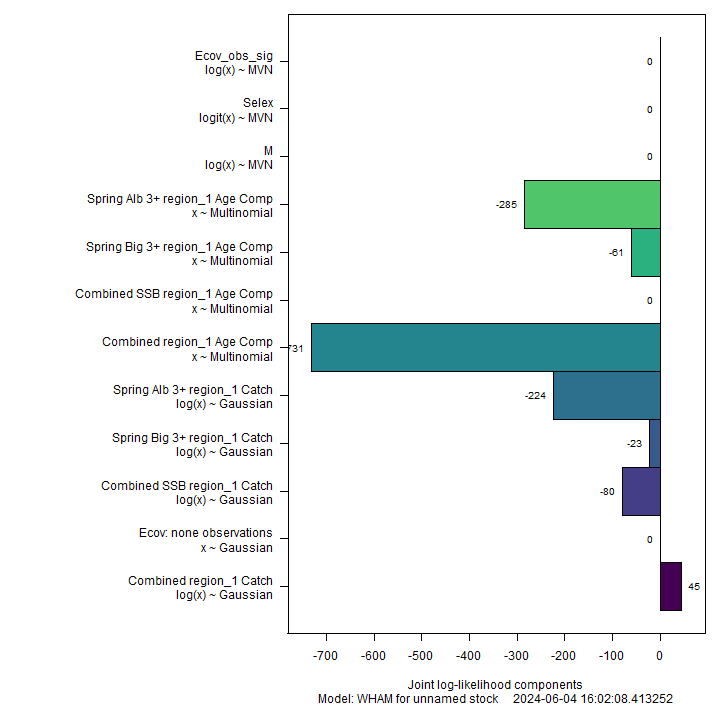 Ecov_obs_sig
log(x) ~ MVN
0
Selex
logit(x) ~ MVN
0
M
log(x) ~ MVN
0
Spring Alb 3+ region_1 Age Comp
x ~ Multinomial
-285
Spring Big 3+ region_1 Age Comp
x ~ Multinomial
-61
Combined SSB region_1 Age Comp
x ~ Multinomial
0
Combined region_1 Age Comp
x ~ Multinomial
731
Spring Alb 3+ region_1 Catch
log(x) ~ Gaussian
-224
Spring Big 3+ region_1 Catch
log(x) ~ Gaussian
-23
Combined SSB region_1 Catch
log(x) ~ Gaussian
-80
Ecov: none observations
x ~ Gaussian
0
Combined region_1 Catch
log(x) ~ Gaussian
45
-700 -600 -500 -400 -300 -200 -100 0
Joint log-likelihood components
Model: WHAM for unnamed stock 2024-06-04 16:02:08.413252